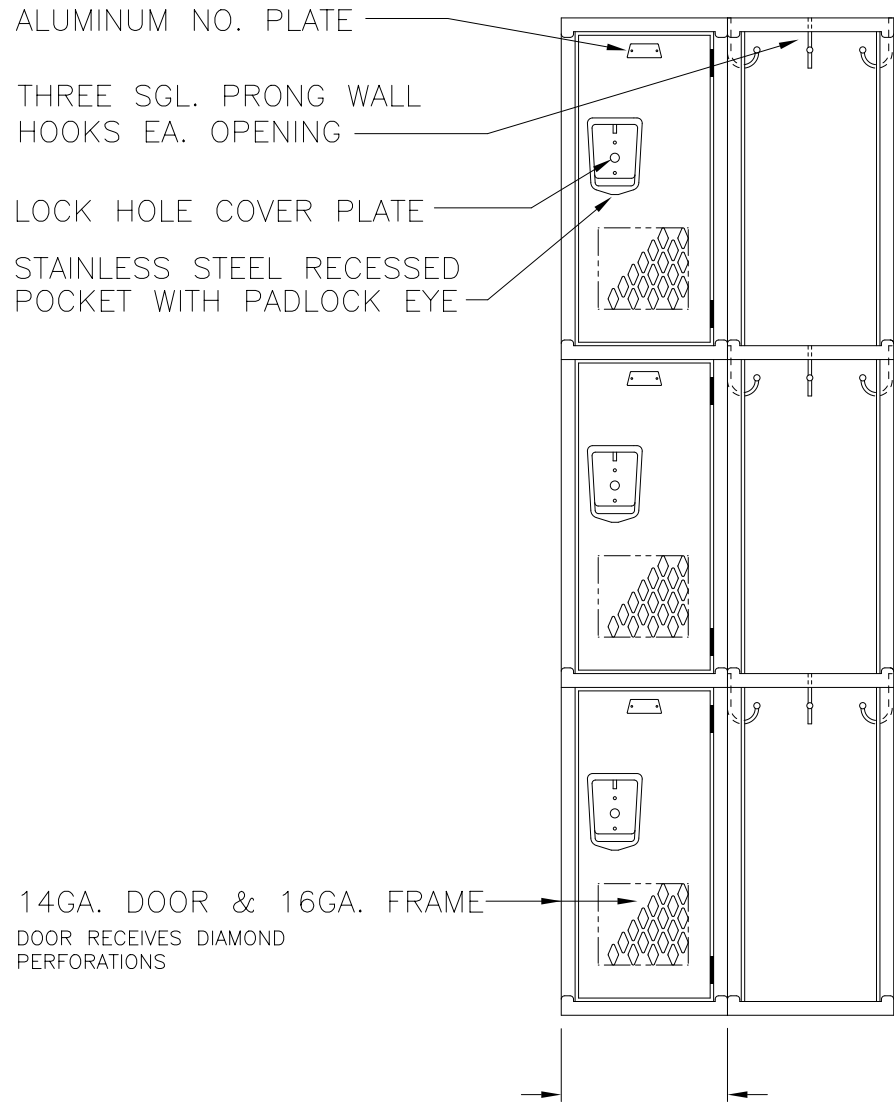 ALUMINUM NO. PLATE
THREE SGL. PRONG WALL
HOOKS EA. OPENING
LOCK HOLE COVER PLATE
STAINLESS STEEL RECESSED
POCKET WITH PADLOCK EYE
14GA. DOOR & 16GA. FRAME
DOOR RECEIVES DIAMOND
PERFORATIONS